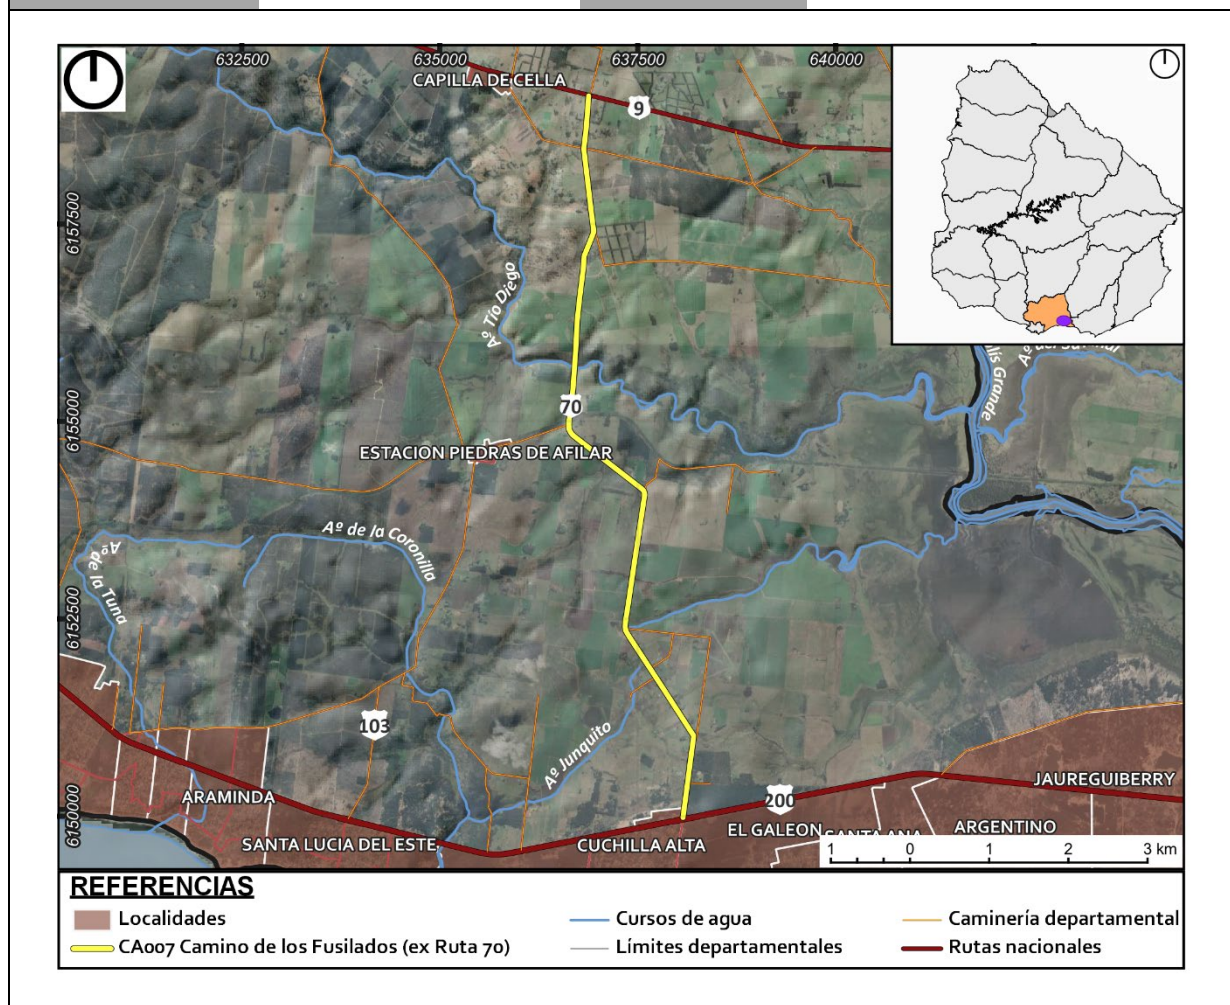 632500
635000
637500
640000
CAPILLA DE CELLA
9
6157500
Aº Tío Diego
lis Grande
70
6155000
ESTACION PIEDRAS DE AFILAR
Aº de la Coronilla
Aº de la Tuna
6152500
103
Aº Junquito
200
JAUREGUIBERRY
ARAMINDA
6150000
EL GALEON
SANTA ANA
ARGENTINO
SANTA LUCIA DEL ESTE
CUCHILLA ALTA
1 0 1 2 3 km
REFERENCIAS
Localidades
Cursos de agua
Caminería departamental
CA007 Camino de los Fusilados (ex Ruta 70)
Límites departamentales
Rutas nacionales